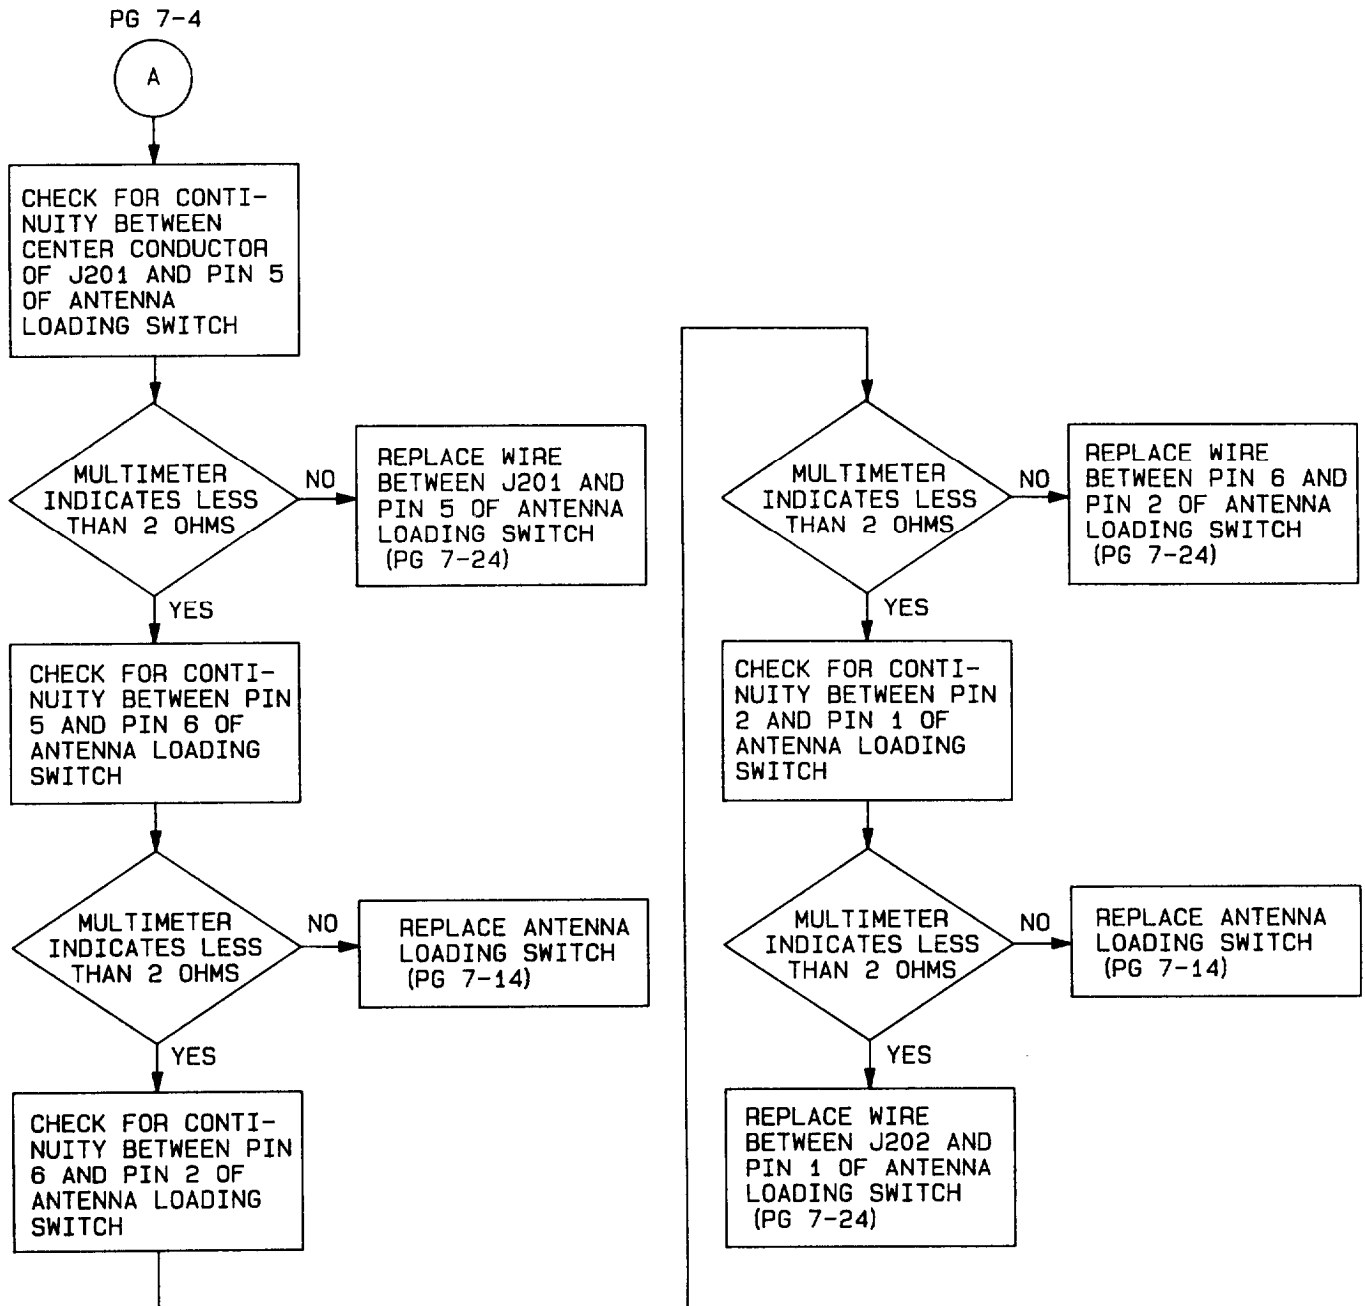 PG 7-4
A
CHECK FOR CONTI-
NUITY BETWEEN
CENTER CONDUCTOR
OF J201 AND PIN 5
OF ANTENNA
LOADING SWITCH
MULTIMETER
INDICATES LESS
THAN 2 OHMS
NO
REPLACE WIRE
BETWEEN J201 AND
PIN 5 OF ANTENNA
LOADING SWITCH
(PG 7-24)
YES
CHECK FOR CONTI-
NUITY BETWEEN PIN
5 AND PIN 6 OF
ANTENNA LOADING
SWITCH
MULTIMETER
INDICATES LESS
THAN 2 OHMS
NO
REPLACE ANTENNA
LOADING SWITCH
(PG 7-14)
YES
CHECK FOR CONTI-
NUITY BETWEEN PIN
6 AND PIN 2 OF
ANTENNA LOADING
SWITCH
MULTIMETER
INDICATES LESS
THAN 2 OHMS
NO
REPLACE WIRE
BETWEEN PIN 6 AND
PIN 2 OF ANTENNA
LOADING SWITCH
(PG 7-24)
YES
CHECK FOR CONTI-
NUITY BETWEEN PIN
2 AND PIN 1 OF
ANTENNA LOADING
SWITCH
MULTIMETER
INDICATES LESS
THAN 2 OHMS
NO
REPLACE ANTENNA
LOADING SWITCH
(PG 7-14)
YES
REPLACE WIRE
BETWEEN J202 AND
PIN 1 OF ANTENNA
LOADING SWITCH
(PG 7-24)